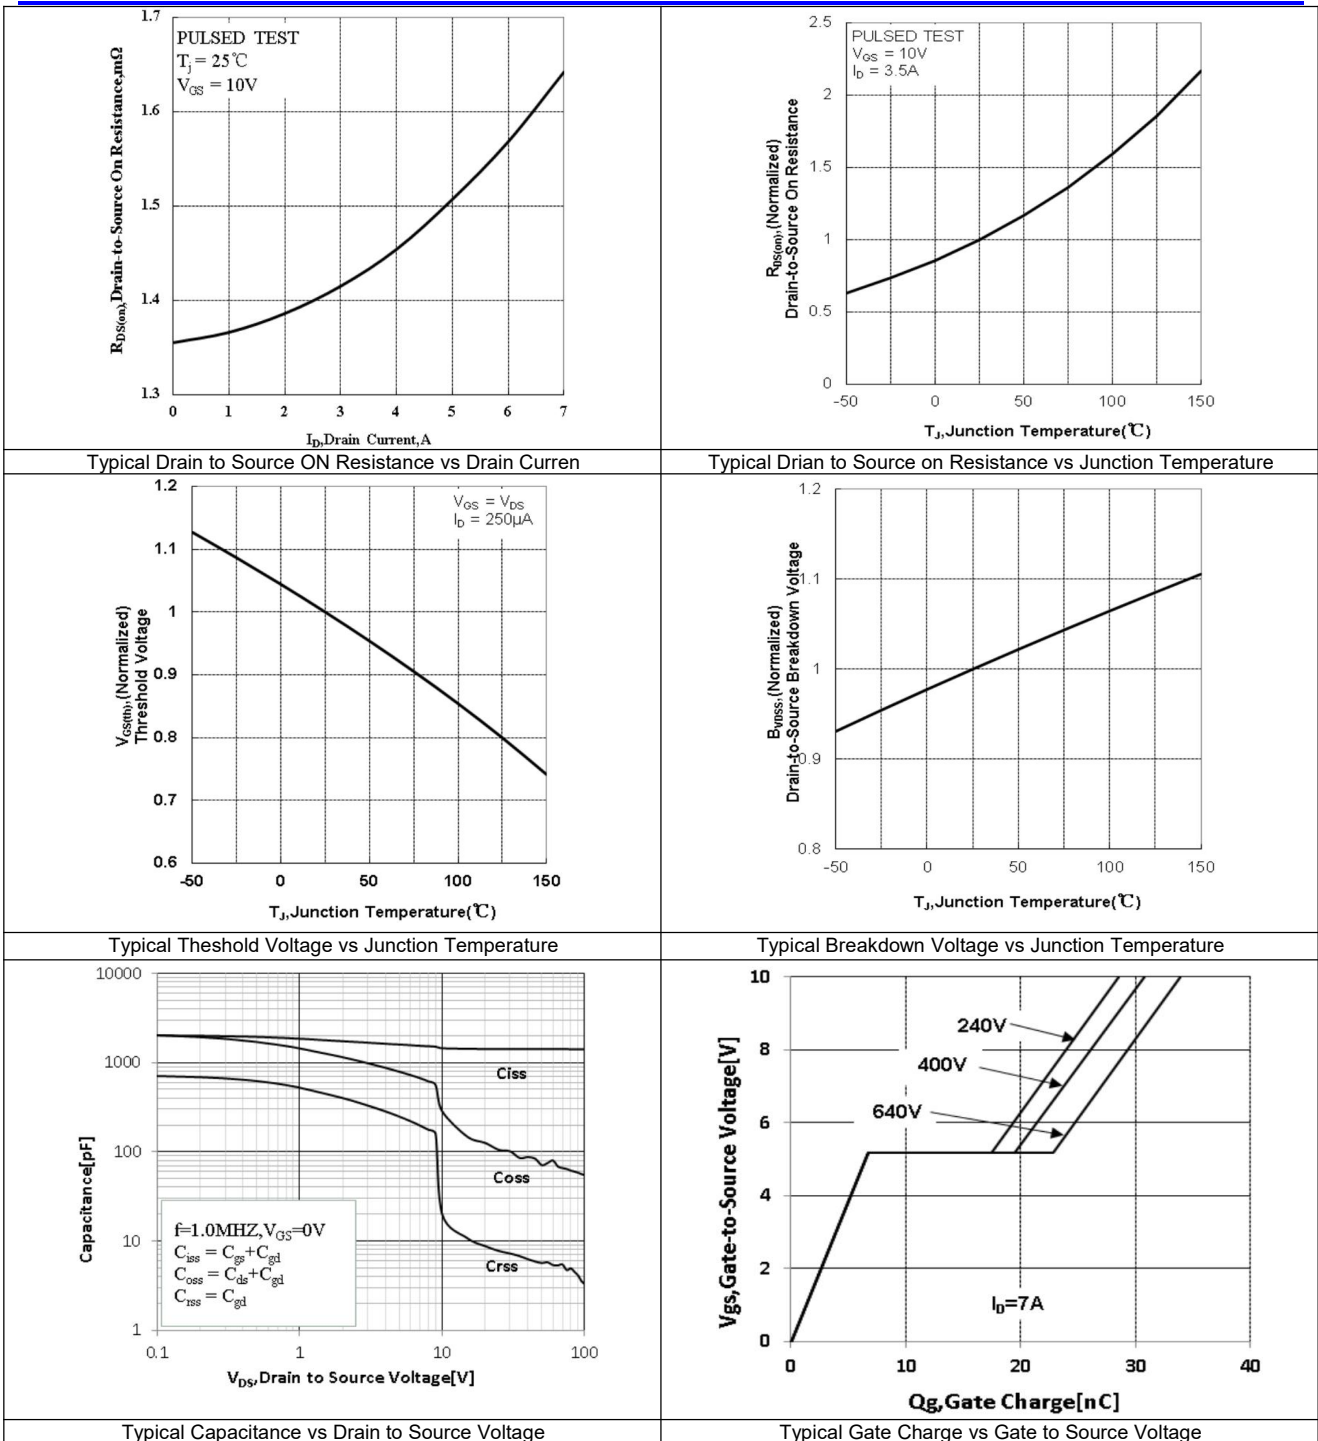 PULSED TEST
Tj = 25℃
VGS = 10V
RDS(on),Drain-to-Source On Resistance,mΩ
1.7
1.6
1.5
1.4
1.3
0 1 2 3 4 5 6 7
ID,Drain Current,A
Typical Drain to Source ON Resistance vs Drain Curren
PULSED TEST
VGS = 10V
ID = 3.5A
RDS(on),(Normalized)
Drain-to-Source On Resistance
2.5
2
1.5
1
0.5
0
-50 0 50 100 150
TJ,Junction Temperature(℃)
Typical Drian to Source on Resistance vs Junction Temperature
VGS = VDS
ID = 250µA
VGS(th),(Normalized)
Threshold Voltage
1.2
1.1
1
0.9
0.8
0.7
0.6
-50 0 50 100 150
TJ,Junction Temperature(℃)
Typical Theshold Voltage vs Junction Temperature
BVDSS,(Normalized)
Drain-to-Source Breakdown Voltage
1.2
1.1
1
0.9
0.8
-50 0 50 100 150
TJ,Junction Temperature(℃)
Typical Breakdown Voltage vs Junction Temperature
Capacitance[pF]
10000
1000
100
10
1
Ciss
Coss
Crss
f=1.0MHZ,VGS=0V
Ciss = Cgs+Cgd
Coss = Cds+Cgd
Crss = Cgd
0.1 1 10 100
VDS,Drain to Source Voltage[V]
Typical Capacitance vs Drain to Source Voltage
Vgs,Gate-to-Source Voltage[V]
10
8
6
4
2
0
240V
400V
640V
ID=7A
0 10 20 30 40
Qg,Gate Charge[nC]
Typical Gate Charge vs Gate to Source Voltage